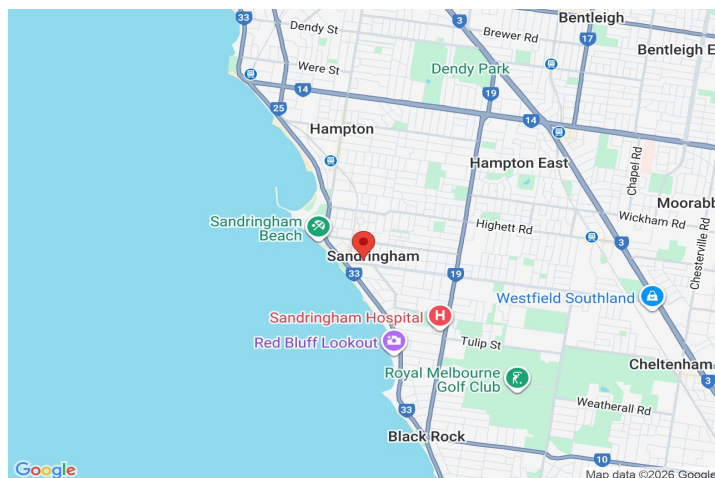 33
Dendy St
3
Brewer Rd
Bentleigh
17
Bentleigh E
Were St
Dendy Park
14
19
25
14
Hampton
Hampton East
Chapel Rd
Moorabb
Sandringham
Beach
Highett Rd
Wickham Rd
3
Chesterville Rd
Sandringham
33
19
Westfield Southland
Sandringham Hospital
H
Red Bluff Lookout
Tulip St
Royal Melbourne
Golf Club
Cheltenham
3
Weatherall Rd
33
Black Rock
10
Google
Map data ©2026 Google